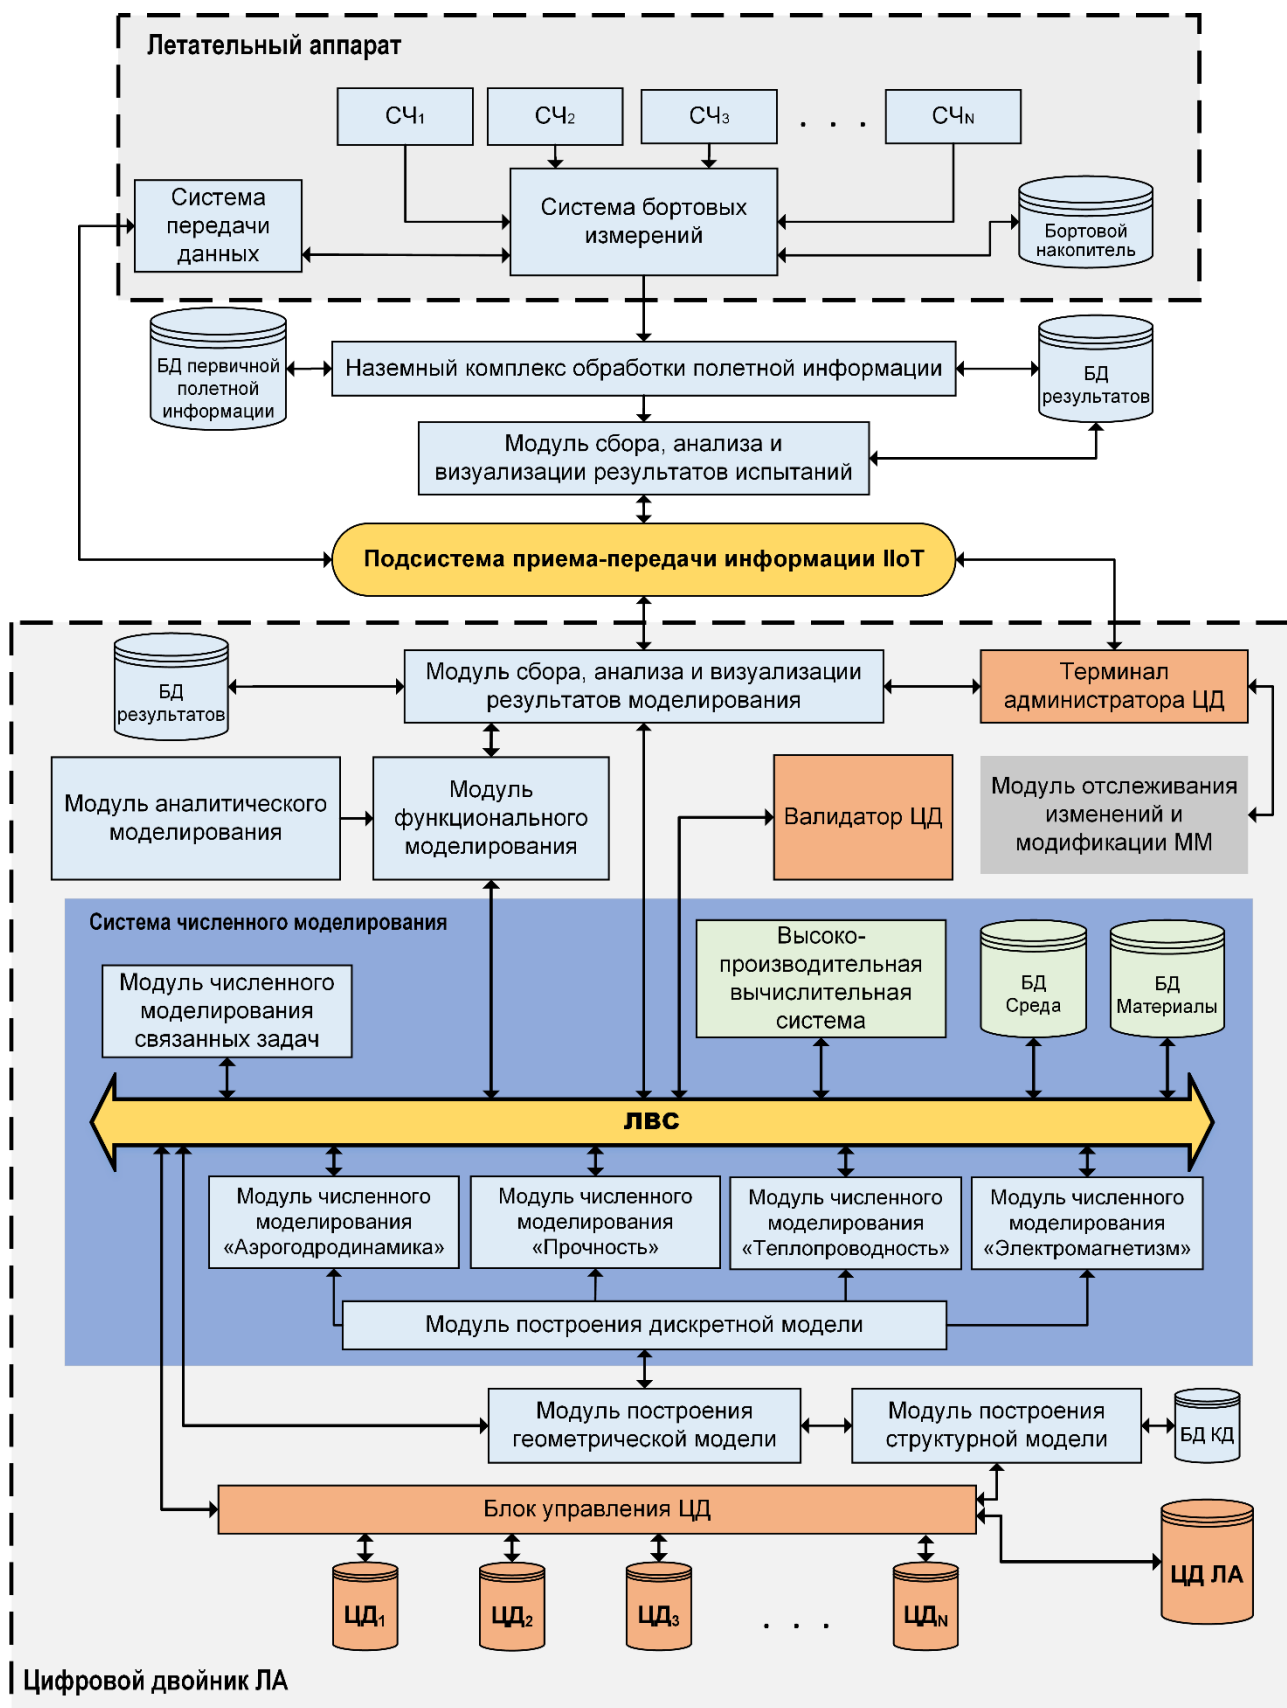 Летательный аппарат
СЧ1
СЧ2
СЧ3
. . .
СЧN
Система
передачи
данных
Система бортовых
измерений
Бортовой
накопитель
БД первичной
полетной
информации
Наземный комплекс обработки полетной информации
БД
результатов
Модуль сбора, анализа и
визуализации результатов испытаний
Подсистема приема-передачи информации IIoT
БД
результатов
Модуль сбора, анализа и визуализации
результатов моделирования
Терминал
администратора ЦД
Модуль аналитического
моделирования
Модуль
функционального
моделирования
Валидатор ЦД
Модуль отслеживания
изменений и
модификации ММ
Система численного моделирования
Модуль численного
моделирования
связанных задач
Высоко-
производительная
вычислительная
система
БД
Среда
БД
Материалы
ЛВС
Модуль численного
моделирования
«Аэрогодродинамика»
Модуль численного
моделирования
«Прочность»
Модуль численного
моделирования
«Теплопроводность»
Модуль численного
моделирования
«Электромагнетизм»
Модуль построения дискретной модели
Модуль построения
геометрической модели
Модуль построения
структурной модели
БД КД
Блок управления ЦД
ЦД ЛА
ЦД1
ЦД2
ЦД3
. . .
ЦДN
Цифровой двойник ЛА